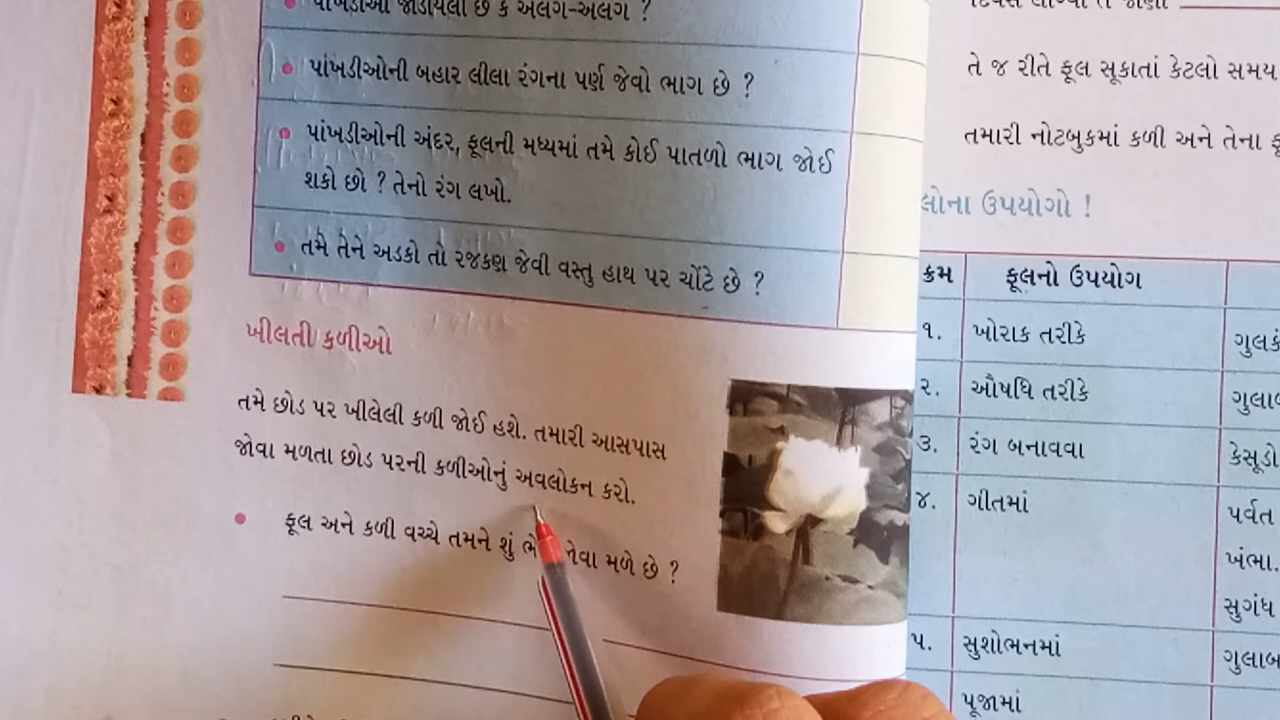 પાંખડીઓ જોડાયેલી છે કે અલગ-અલગ ?
પાંખડીઓની બહાર લીલા રંગના પર્ણ જેવો ભાગ છે ?
પાંખડીઓની અંદર, ફૂલની મધ્યમાં તમે કોઈ પાતળો ભાગ જોઈ
શકો છો ? તેનો રંગ લખો.
તમે તેને અડકો તો રજકણ જેવી વસ્તુ હાથ પર ચોંટે છે ?
ખીલતી કળીઓ
તમે છોડ પર ખીલેલી કળી જોઈ હશે. તમારી આસપાસ
જોવા મળતા છોડ પરની કળીઓનું અવલોકન કરો.
ફૂલ અને કળી વચ્ચે તમને શું જોવા મળે છે ?
તે જ રીતે ફૂલ સૂકાતાં કેટલો સમય
તમારી નોટબુકમાં કળી અને તેના
લોના ઉપયોગો !
ક્રમ ફૂલનો ઉપયોગ
૧. ખોરાક તરીકે
૨. ઔષધિ તરીકે
૩. રંગ બનાવવા કેસૂડો
૪. ગીતમાં પર્વત
ખંભા.
સુગંધ
૫. સુશોભનમાં
પૂજામાં